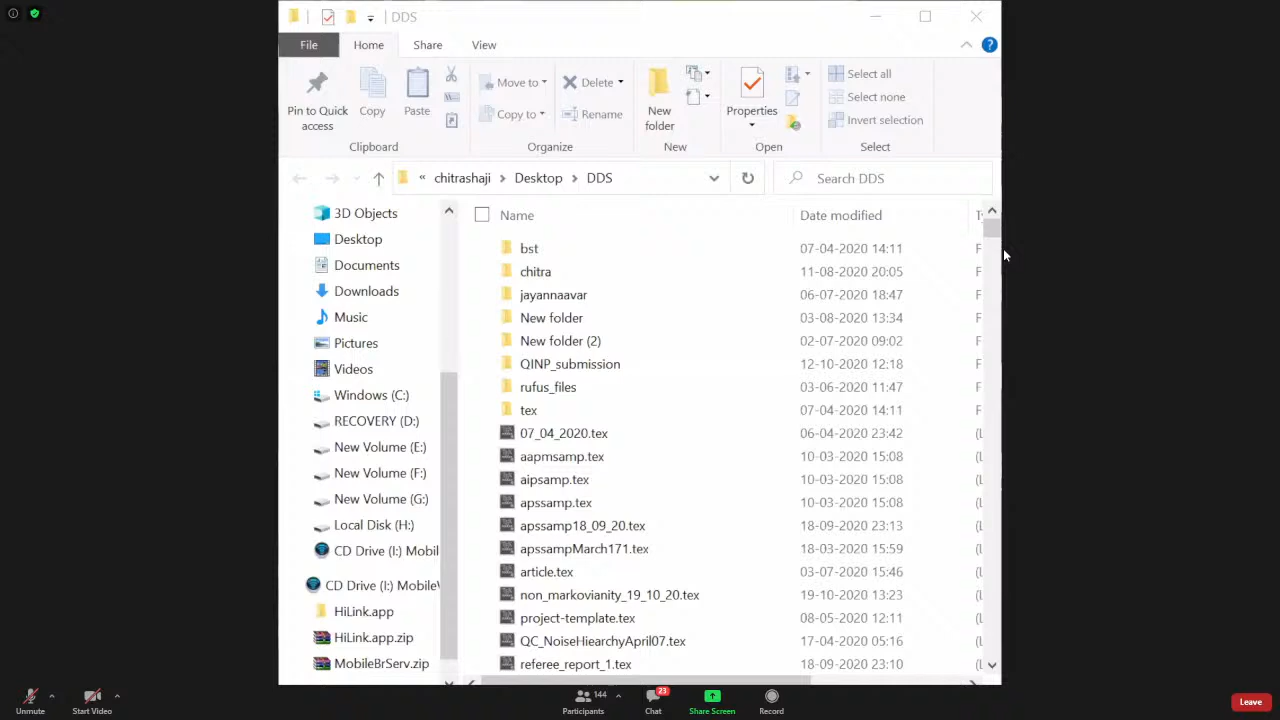 DDS
File Home Share View
Pin to Quick access
Copy
Paste
Move to
Copy to
Delete
Rename
New folder
Properties
Select all
Select none
Invert selection
Clipboard Organize New Open Select
« chitrashaji > Desktop > DDS
Search DDS
Name Date modified
3D Objects
Desktop
Documents
Downloads
Music
Pictures
Videos
Windows (C:)
RECOVERY (D:)
New Volume (E:)
New Volume (F:)
New Volume (G:)
Local Disk (H:)
CD Drive (I:) Mobil
CD Drive (I:) Mobile
HiLink.app
HiLink.app.zip
MobileBrServ.zip
bst 07-04-2020 14:11 F
chitra 11-08-2020 20:05 F
jayannaavar 06-07-2020 18:47 F
New folder 03-08-2020 13:34 F
New folder (2) 02-07-2020 09:02 F
QINP_submission 12-10-2020 12:18 F
rufus_files 03-06-2020 11:47 F
tex 07-04-2020 14:11 F
07_04_2020.tex 06-04-2020 23:42
aapmsamp.tex 10-03-2020 15:08
aipsamp.tex 10-03-2020 15:08
apssamp.tex 10-03-2020 15:08
apssamp18_09_20.tex 18-09-2020 23:13
apssampMarch171.tex 18-03-2020 15:59
article.tex 03-07-2020 15:46
non_markovianity_19_10_20.tex 19-10-2020 13:23
project-template.tex 08-05-2020 12:11
QC_NoiseHiearchyApril07.tex 17-04-2020 05:16
referee_report_1.tex 18-09-2020 23:10
Unmute
Start Video
144
Participants
23
Chat
Share Screen
Record
Leave